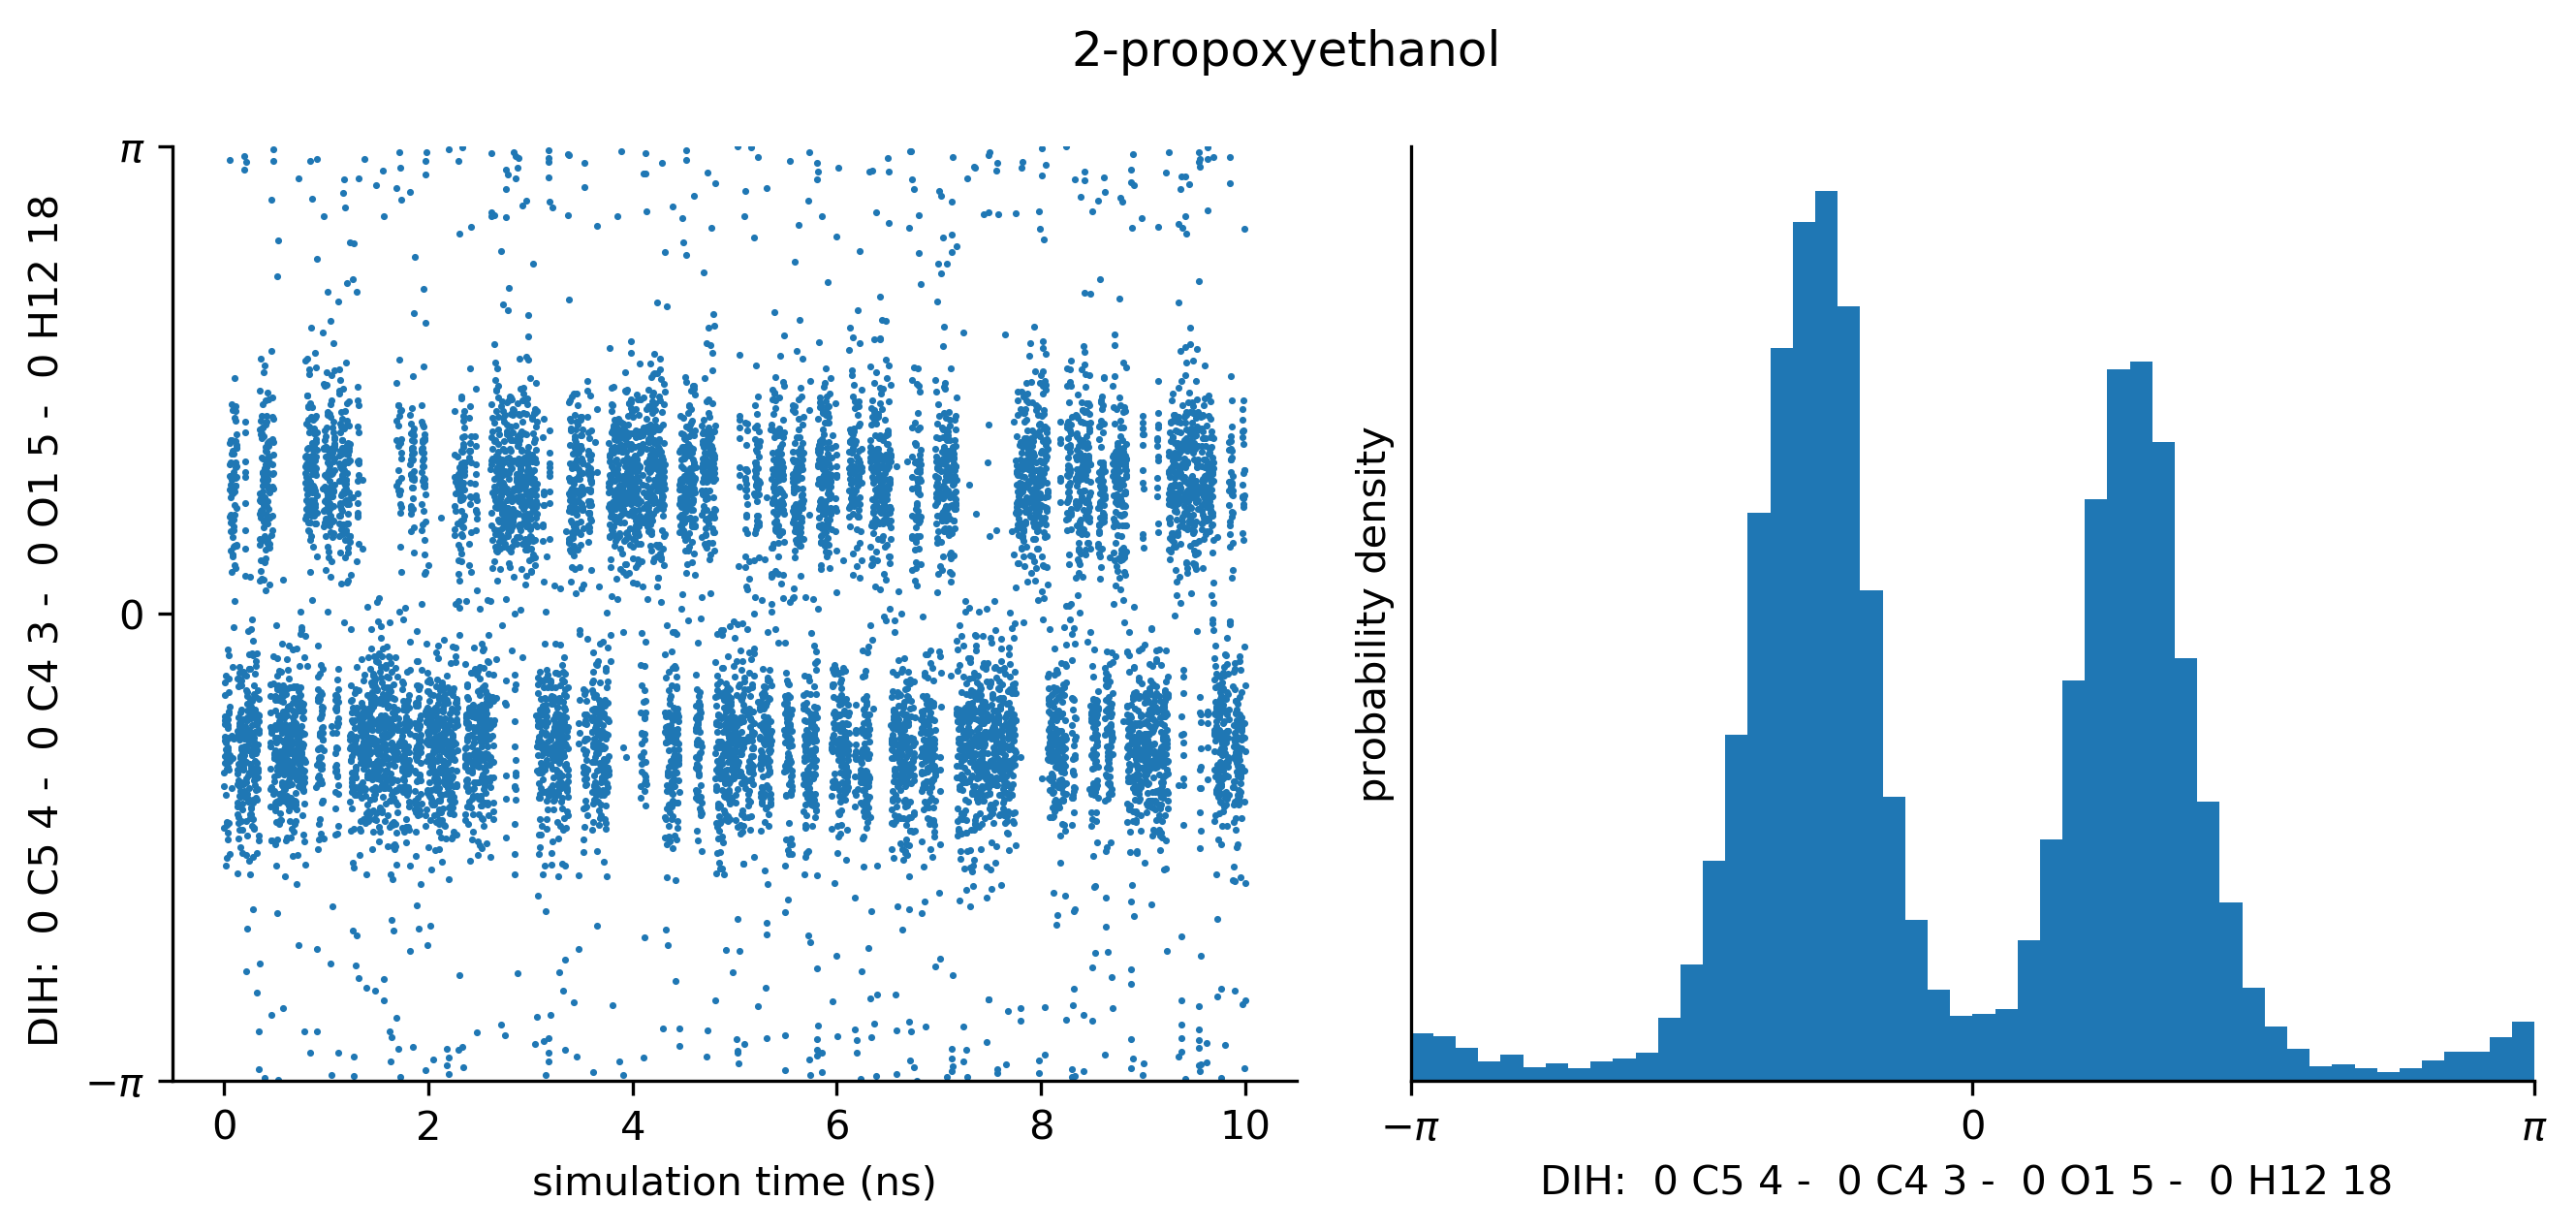 2-propoxyethanol
π
0
−π
DIH:  0 C5 4 -  0 C4 3 -  0 O1 5 -  0 H12 18
0 2 4 6 8 10
simulation time (ns)
probability density
−π 0 π
DIH:  0 C5 4 -  0 C4 3 -  0 O1 5 -  0 H12 18